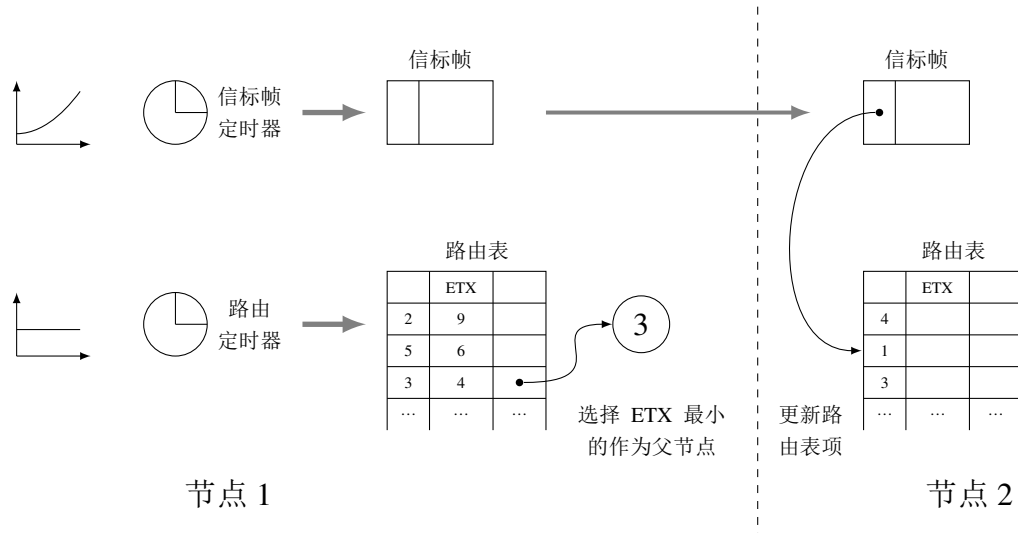 信标帧
信标帧
信标帧
定时器
路由表
路由表
ETX
ETX
路由
定时器
2 9
4
5 6
1
3 4
3
… … …
… … …
3
选择 ETX 最小
的作为父节点
更新路
由表项
节点 1
节点 2